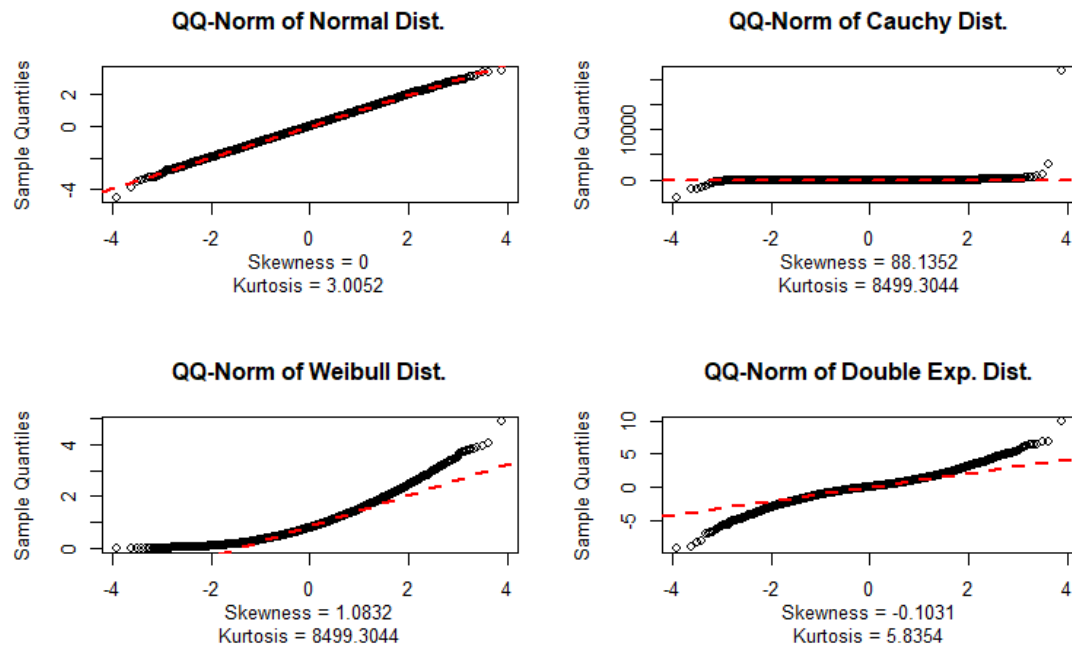 QQ-Norm of Normal Dist.
Sample Quantiles
2
0
-4
-4
-2
0
2
4
Skewness = 0
Kurtosis = 3.0052
QQ-Norm of Cauchy Dist.
Sample Quantiles
10000
0
-4
-2
0
2
4
Skewness = 88.1352
Kurtosis = 8499.3044
QQ-Norm of Weibull Dist.
Sample Quantiles
4
2
0
-4
-2
0
2
4
Skewness = 1.0832
Kurtosis = 8499.3044
QQ-Norm of Double Exp. Dist.
Sample Quantiles
10
5
0
-5
-4
-2
0
2
4
Skewness = -0.1031
Kurtosis = 5.8354